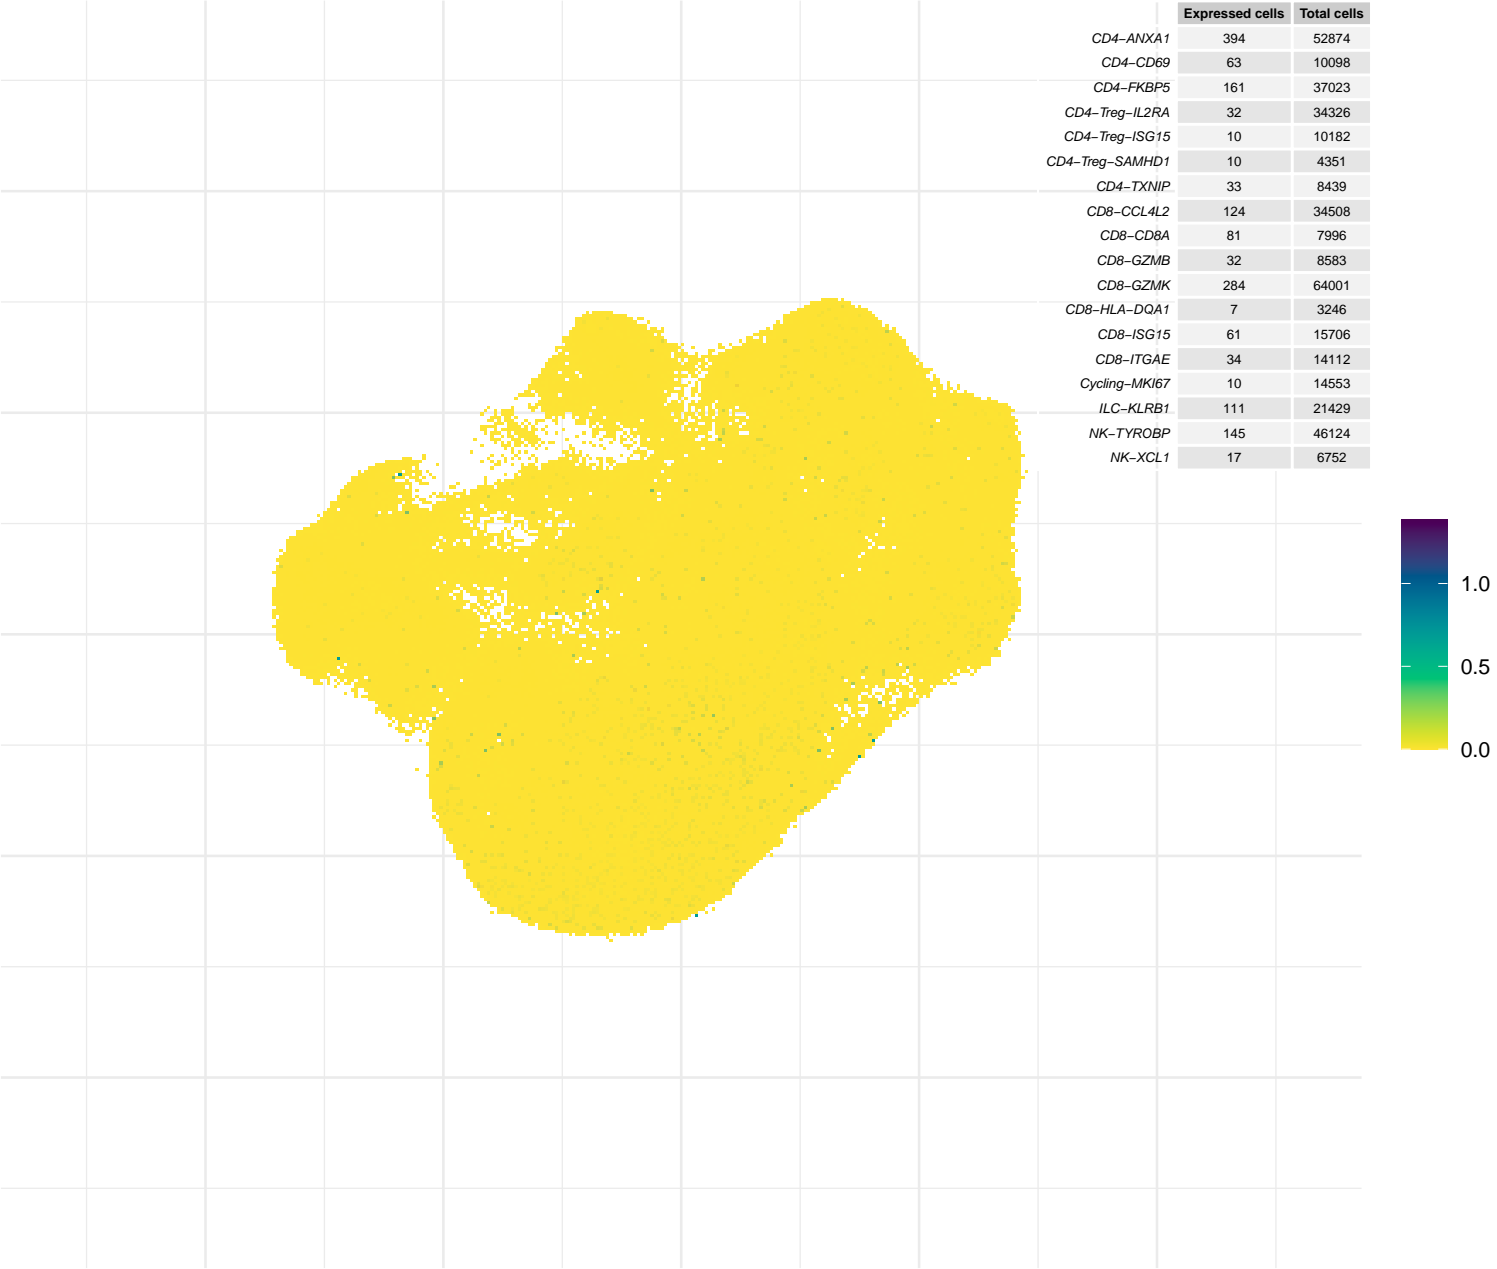 Expressed cells Total cells
CD4−ANXA1 394 52874
CD4−CD69 63 10098
CD4−FKBP5 161 37023
CD4−Treg−IL2RA 32 34326
CD4−Treg−ISG15 10 10182
CD4−Treg−SAMHD1 10 4351
CD4−TXNIP 33 8439
CD8−CCL4L2 124 34508
CD8−CD8A 81 7996
CD8−GZMB 32 8583
CD8−GZMK 284 64001
CD8−HLA−DQA1 7 3246
CD8−ISG15 61 15706
CD8−ITGAE 34 14112
Cycling−MKI67 10 14553
ILC−KLRB1 111 21429
NK−TYROBP 145 46124
NK−XCL1 17 6752
1.0
0.5
0.0